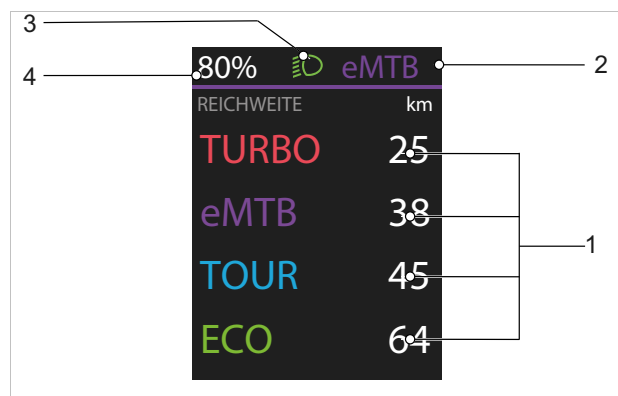 3
80% eMTB
2
4
REICHWEITE km
TURBO 25
eMTB 38
1
TOUR 45
ECO 64